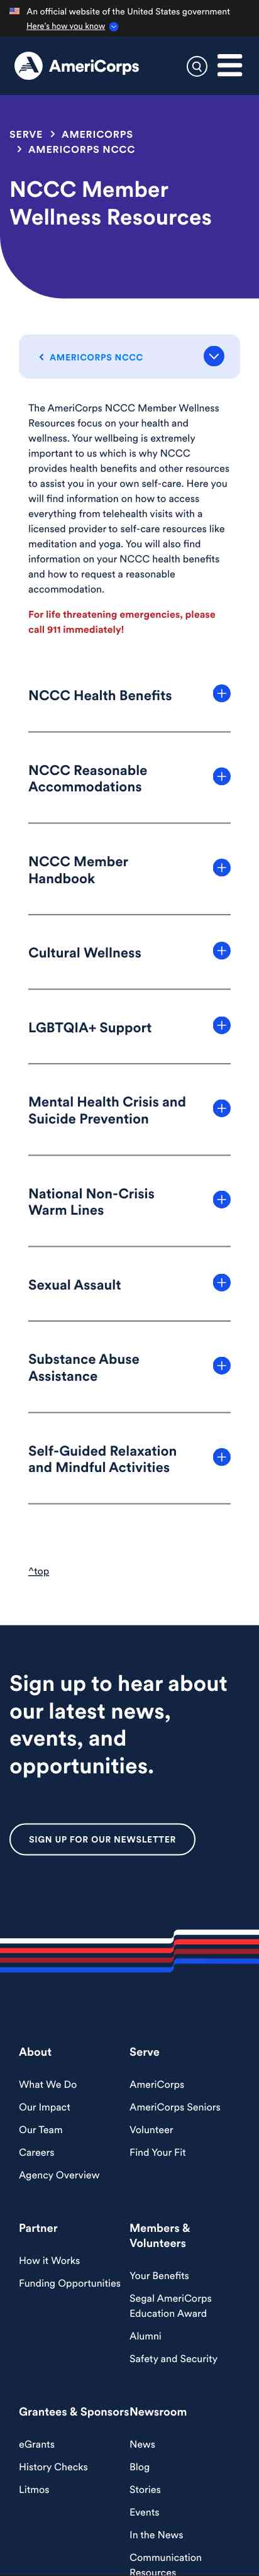 An official website of the United States government
Here's how you know
AmeriCorps
SERVE > AMERICORPS
> AMERICORPS NCCC
NCCC Member
Wellness Resources
< AMERICORPS NCCC
The AmeriCorps NCCC Member Wellness
Resources focus on your health and
wellness. Your wellbeing is extremely
important to us which is why NCCC
provides health benefits and other resources
to assist you in your own self-care. Here you
will find information on how to access
everything from telehealth visits with a
licensed provider to self-care resources like
meditation and yoga. You will also find
information on your NCCC health benefits
and how to request a reasonable
accommodation.
For life threatening emergencies, please
call 911 immediately!
NCCC Health Benefits
NCCC Reasonable
Accommodations
NCCC Member
Handbook
Cultural Wellness
LGBTQIA+ Support
Mental Health Crisis and
Suicide Prevention
National Non-Crisis
Warm Lines
Sexual Assault
Substance Abuse
Assistance
Self-Guided Relaxation
and Mindful Activities
^top
Sign up to hear about
our latest news,
events, and
opportunities.
SIGN UP FOR OUR NEWSLETTER
About
What We Do
Our Impact
Our Team
Careers
Agency Overview
Serve
AmeriCorps
AmeriCorps Seniors
Volunteer
Find Your Fit
Partner
How it Works
Funding Opportunities
Members &
Volunteers
Your Benefits
Segal AmeriCorps
Education Award
Alumni
Safety and Security
Grantees & Sponsors
eGrants
History Checks
Litmos
Newsroom
News
Blog
Stories
Events
In the News
Communication
Resources